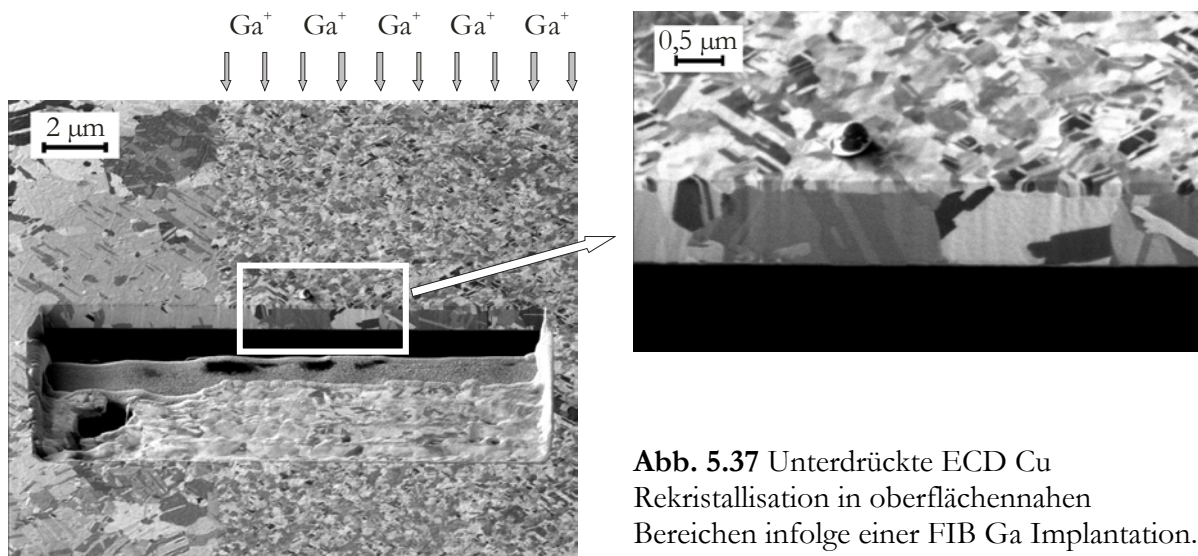 Ga+ Ga+ Ga+ Ga+ Ga+
2 µm
0,5 µm
Abb. 5.37 Unterdrückte ECD Cu
Rekristallisation in oberflächennahen
Bereichen infolge einer FIB Ga Implantation.